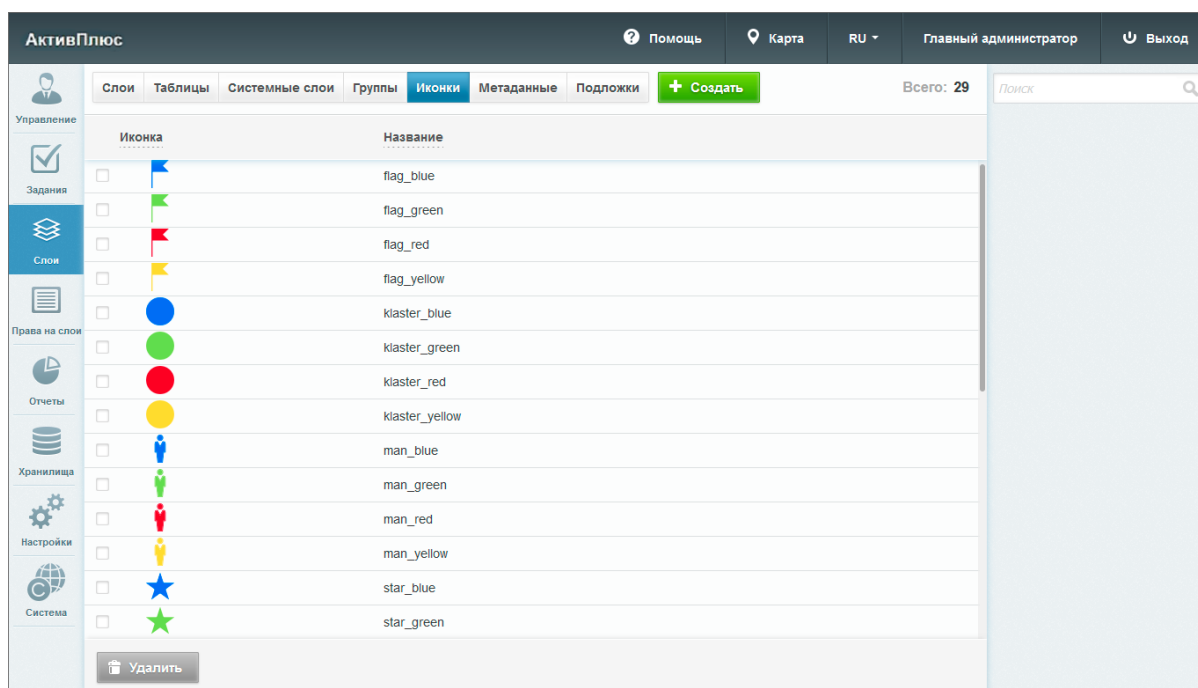 АктивПлюс Помощь Карта RU Главный администратор Выход
Управление
Задания
Слои
Права на слои
Отчеты
Хранилища
Настройки
Система
Слои Таблицы Системные слои Группы Иконки Метаданные Подложки + Создать Всего: 29 Поиск
Иконка Название
flag_blue
flag_green
flag_red
flag_yellow
klaster_blue
klaster_green
klaster_red
klaster_yellow
man_blue
man_green
man_red
man_yellow
star_blue
star_green
Удалить